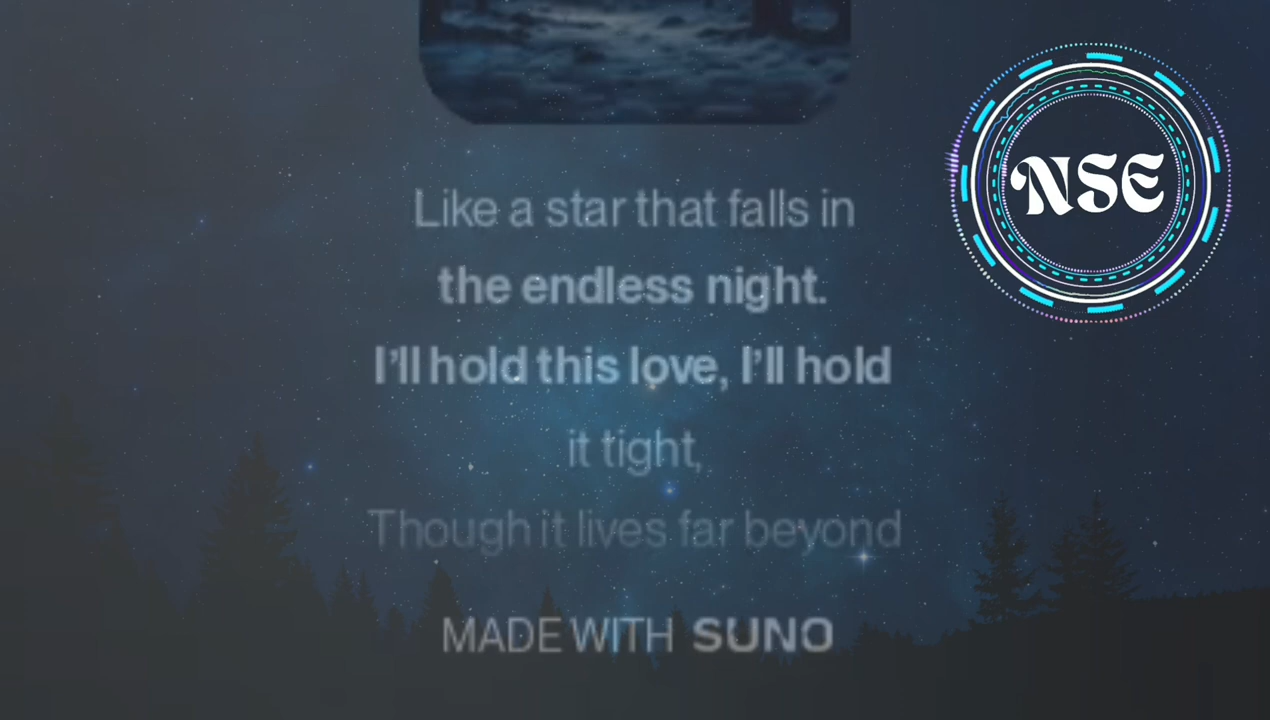 NSE
Like a star that falls in
the endless night.
I'll hold this love, I'll hold
it tight,
Though it lives far beyond
MADE WITH SUNO